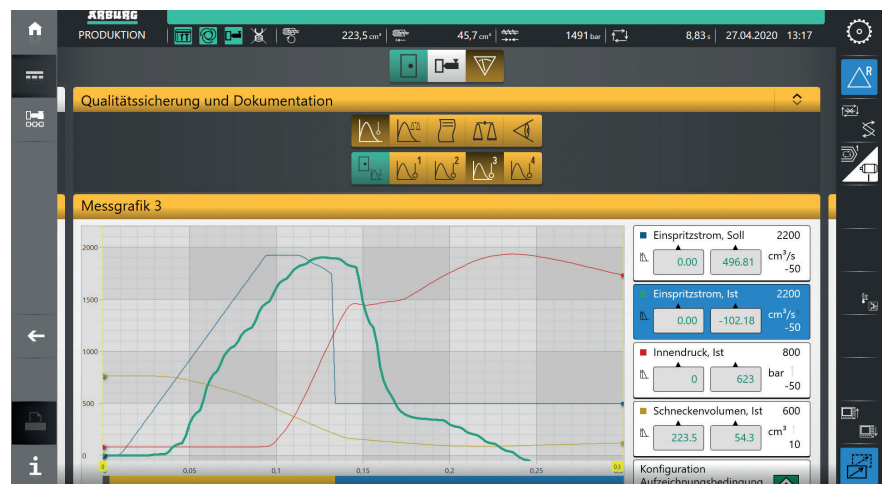 ARBURG
PRODUKTION 223,5 cm³ 45,7 cm³ 1491 bar 8,83 s 27.04.2020 13:17
R
Qualitätssicherung und Dokumentation
1 2 3 4
Messgrafik 3
2000
1500
1000
500
0
0 0,05 0,1 0,15 0,2 0,25 0.3
Einspritzstrom, Soll 2200
0.00 496.81 cm³/s
-50
Einspritzstrom, Ist 2200
0.00 -102.18 cm³/s
-50
Innendruck, Ist 800
0 623 bar
-50
Schneckenvolumen, Ist 600
223.5 54.3 cm³
10
Konfiguration
Aufzeichnungsbedingung
i